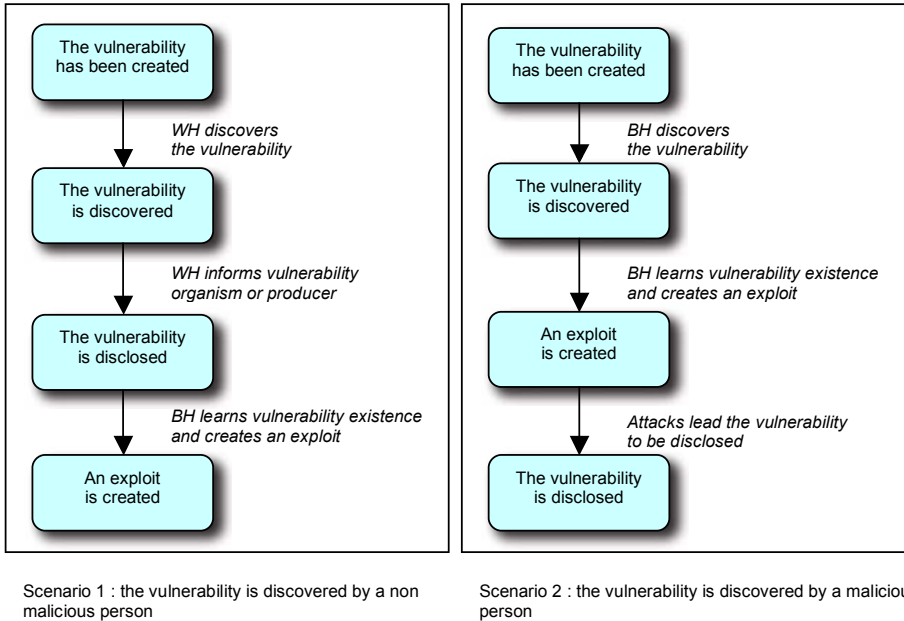 The vulnerability
has been created
WH discovers
the vulnerability
The vulnerability
is discovered
WH informs vulnerability
organism or producer
The vulnerability
is disclosed
BH learns vulnerability existence
and creates an exploit
An exploit
is created
Scenario 1 : the vulnerability is discovered by a non
malicious person
The vulnerability
has been created
BH discovers
the vulnerability
The vulnerability
is discovered
BH learns vulnerability existence
and creates an exploit
An exploit
is created
Attacks lead the vulnerability
to be disclosed
The vulnerability
is disclosed
Scenario 2 : the vulnerability is discovered by a maliciou
person